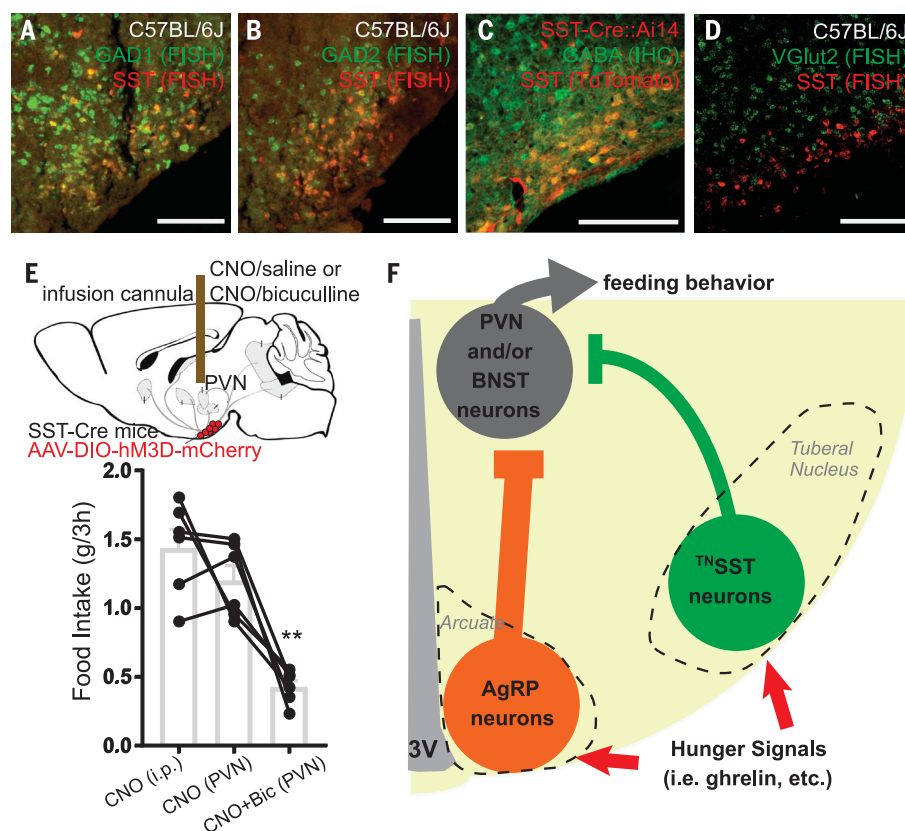 A
C57BL/6J
GAD1 (FISH)
SST (FISH)
B
C57BL/6J
GAD2 (FISH)
SST (FISH)
C
SST-Cre::Ai14
GABA (IHC)
SST (TdTomato)
D
C57BL/6J
VGlut2 (FISH)
SST (FISH)
E
CNO/saline or
infusion cannula
CNO/bicuculline
PVN
SST-Cre mice
AAV-DIO-hM3D-mCherry
Food Intake (g/3h)
2.0
1.5
1.0
0.5
0.0
**
CNO (i.p.)
CNO (PVN)
CNO+Bic (PVN)
F
feeding behavior
PVN
and/or
BNST
neurons
Tuberal
Nucleus
TNSST
neurons
Arcuate
AgRP
neurons
3V
Hunger Signals
(i.e. ghrelin, etc.)